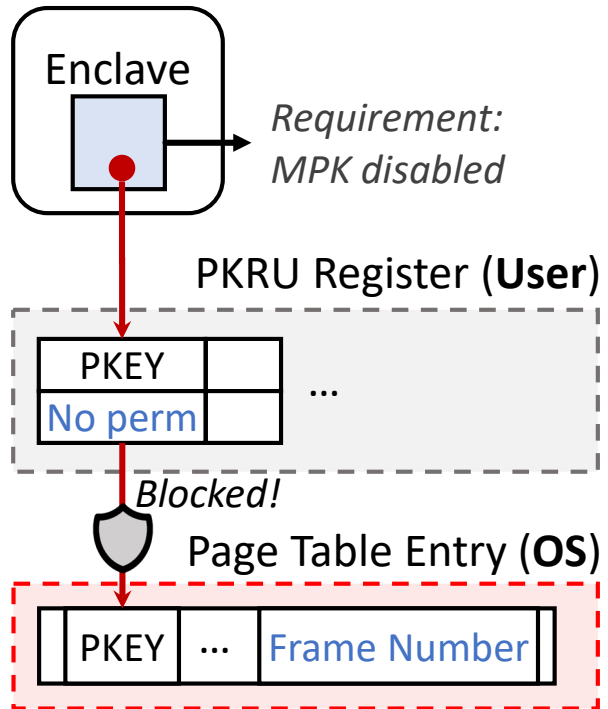 Enclave
Requirement:
MPK disabled
PKRU Register (User)
PKEY
...
No perm
Blocked!
Page Table Entry (OS)
PKEY ... Frame Number